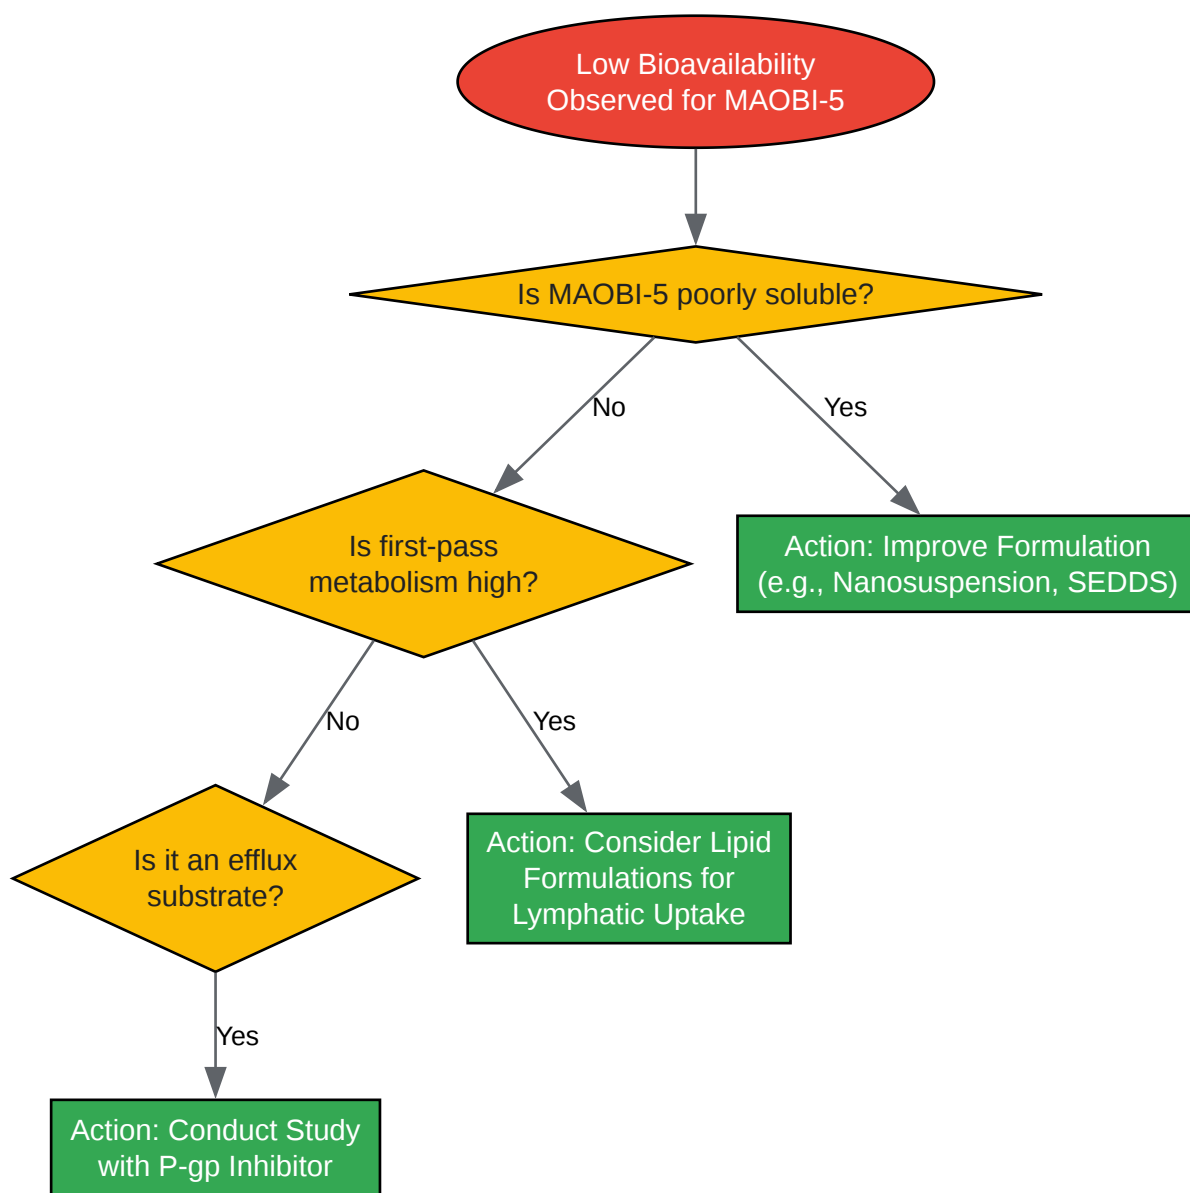 Low Bioavailability
Observed for MAOBI-5
Is MAOBI-5 poorly soluble?
No
Yes
Is first-pass
metabolism high?
Action: Improve Formulation
(e.g., Nanosuspension, SEDDS)
No
Yes
Is it an efflux
substrate?
Action: Consider Lipid
Formulations for
Lymphatic Uptake
Yes
Action: Conduct Study
with P-gp Inhibitor